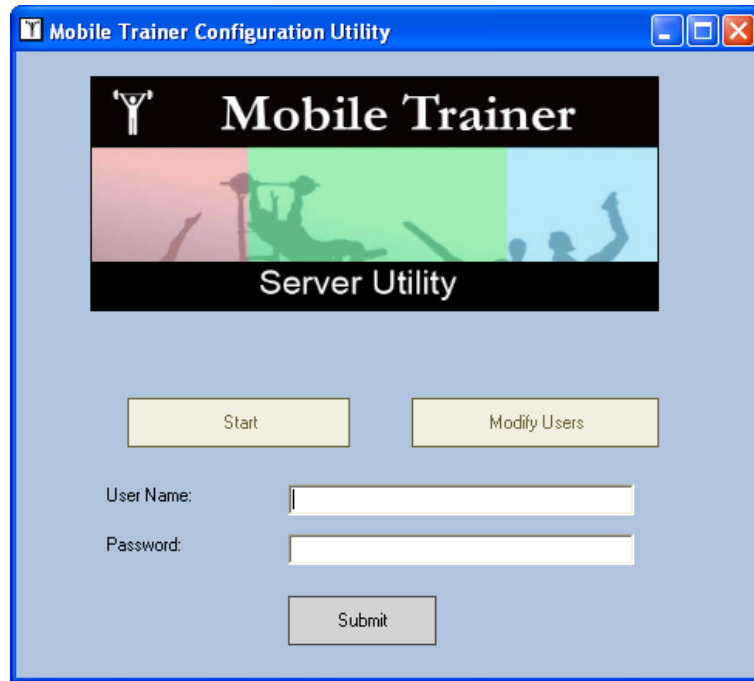 Mobile Trainer Configuration Utility
Mobile Trainer
Server Utility
Start
Modify Users
User Name:
Password:
Submit